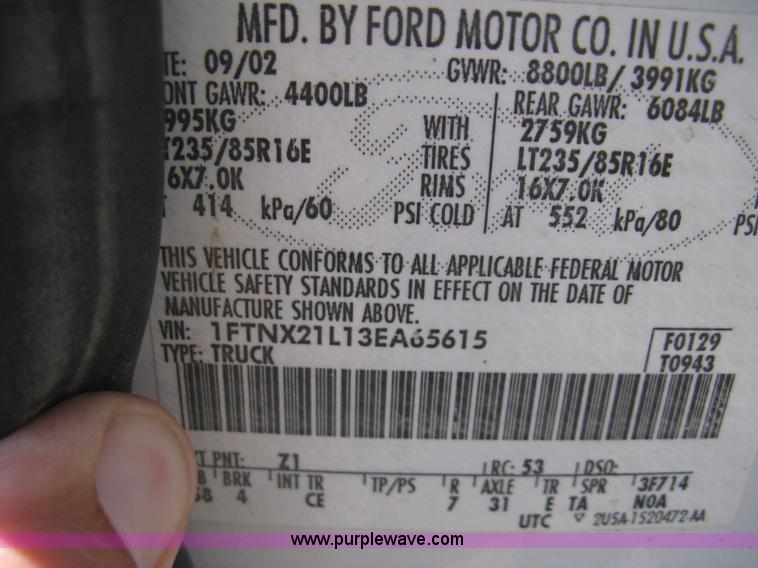 MFD. BY FORD MOTOR CO. IN U.S.A.
TE: 09/02 GVWR: 8800LB/ 3991KG
ONT GAWR: 4400LB REAR GAWR: 6084LB
995KG WITH 2759KG
T235/85R16E TIRES LT235/85R16E
6X7.0K RIMS 16X7.0K
T 414 kPa/60 PSI COLD AT 552 kPa/80 PSI
THIS VEHICLE CONFORMS TO ALL APPLICABLE FEDERAL MOTOR
VEHICLE SAFETY STANDARDS IN EFFECT ON THE DATE OF
MANUFACTURE SHOWN ABOVE.
VIN: 1FTNX21L13EA65615 F0129
TYPE: TRUCK T0943
T PNT: Z1 RC: 53 DSO:
B BRK INT TR TP/PS R AXLE TR SPR 3F714
58 4 CE 7 31 E TA NOA
UTC ▽ 2U5A-1520472-AA
www.purplewave.com